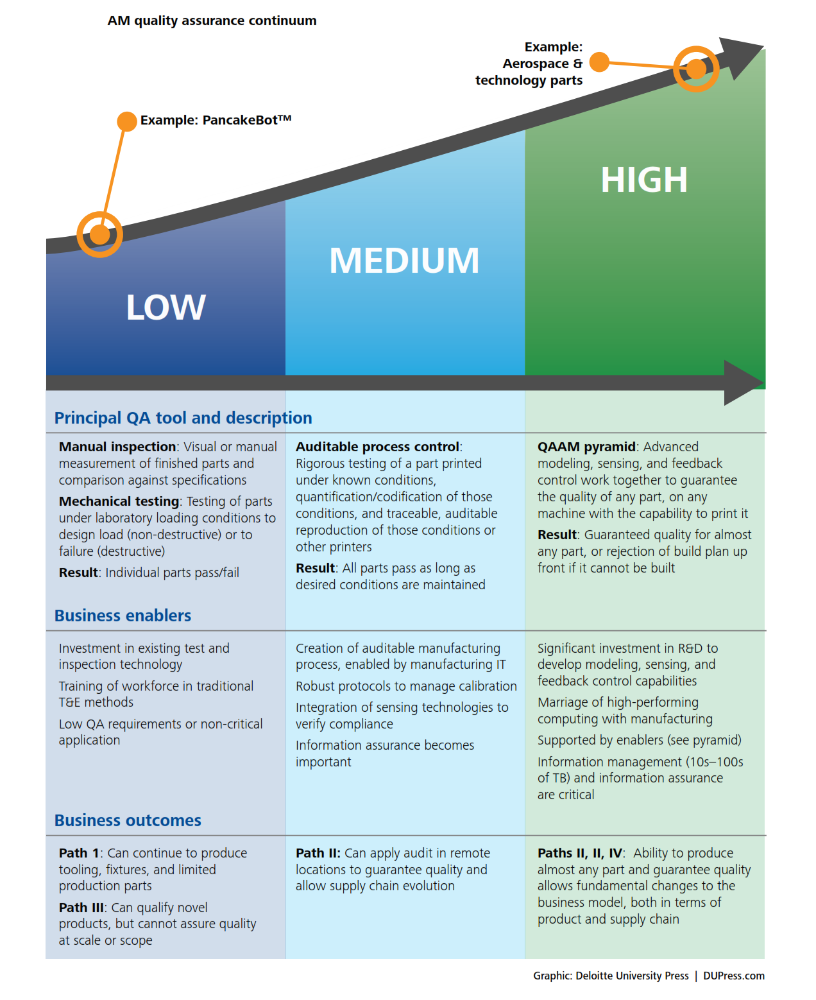 AM quality assurance continuum
Example:
Aerospace &
technology parts
Example: PancakeBot™
HIGH
MEDIUM
LOW
Principal QA tool and description
Manual inspection: Visual or manual
measurement of finished parts and
comparison against specifications
Mechanical testing: Testing of parts
under laboratory loading conditions to
design load (non-destructive) or to
failure (destructive)
Result: Individual parts pass/fail
Auditable process control:
Rigorous testing of a part printed
under known conditions,
quantification/codification of those
conditions, and traceable, auditable
reproduction of those conditions or
other printers
Result: All parts pass as long as
desired conditions are maintained
QAAM pyramid: Advanced
modeling, sensing, and feedback
control work together to guarantee
the quality of any part, on any
machine with the capability to print it
Result: Guaranteed quality for almost
any part, or rejection of build plan up
front if it cannot be built
Business enablers
Investment in existing test and
inspection technology
Training of workforce in traditional
T&E methods
Low QA requirements or non-critical
application
Creation of auditable manufacturing
process, enabled by manufacturing IT
Robust protocols to manage calibration
Integration of sensing technologies to
verify compliance
Information assurance becomes
important
Significant investment in R&D to
develop modeling, sensing, and
feedback control capabilities
Marriage of high-performing
computing with manufacturing
Supported by enablers (see pyramid)
Information management (10s–100s
of TB) and information assurance
are critical
Business outcomes
Path 1: Can continue to produce
tooling, fixtures, and limited
production parts
Path III: Can qualify novel
products, but cannot assure quality
at scale or scope
Path II: Can apply audit in remote
locations to guarantee quality and
allow supply chain evolution
Paths II, II, IV: Ability to produce
almost any part and guarantee quality
allows fundamental changes to the
business model, both in terms of
product and supply chain
Graphic: Deloitte University Press | DUPress.com